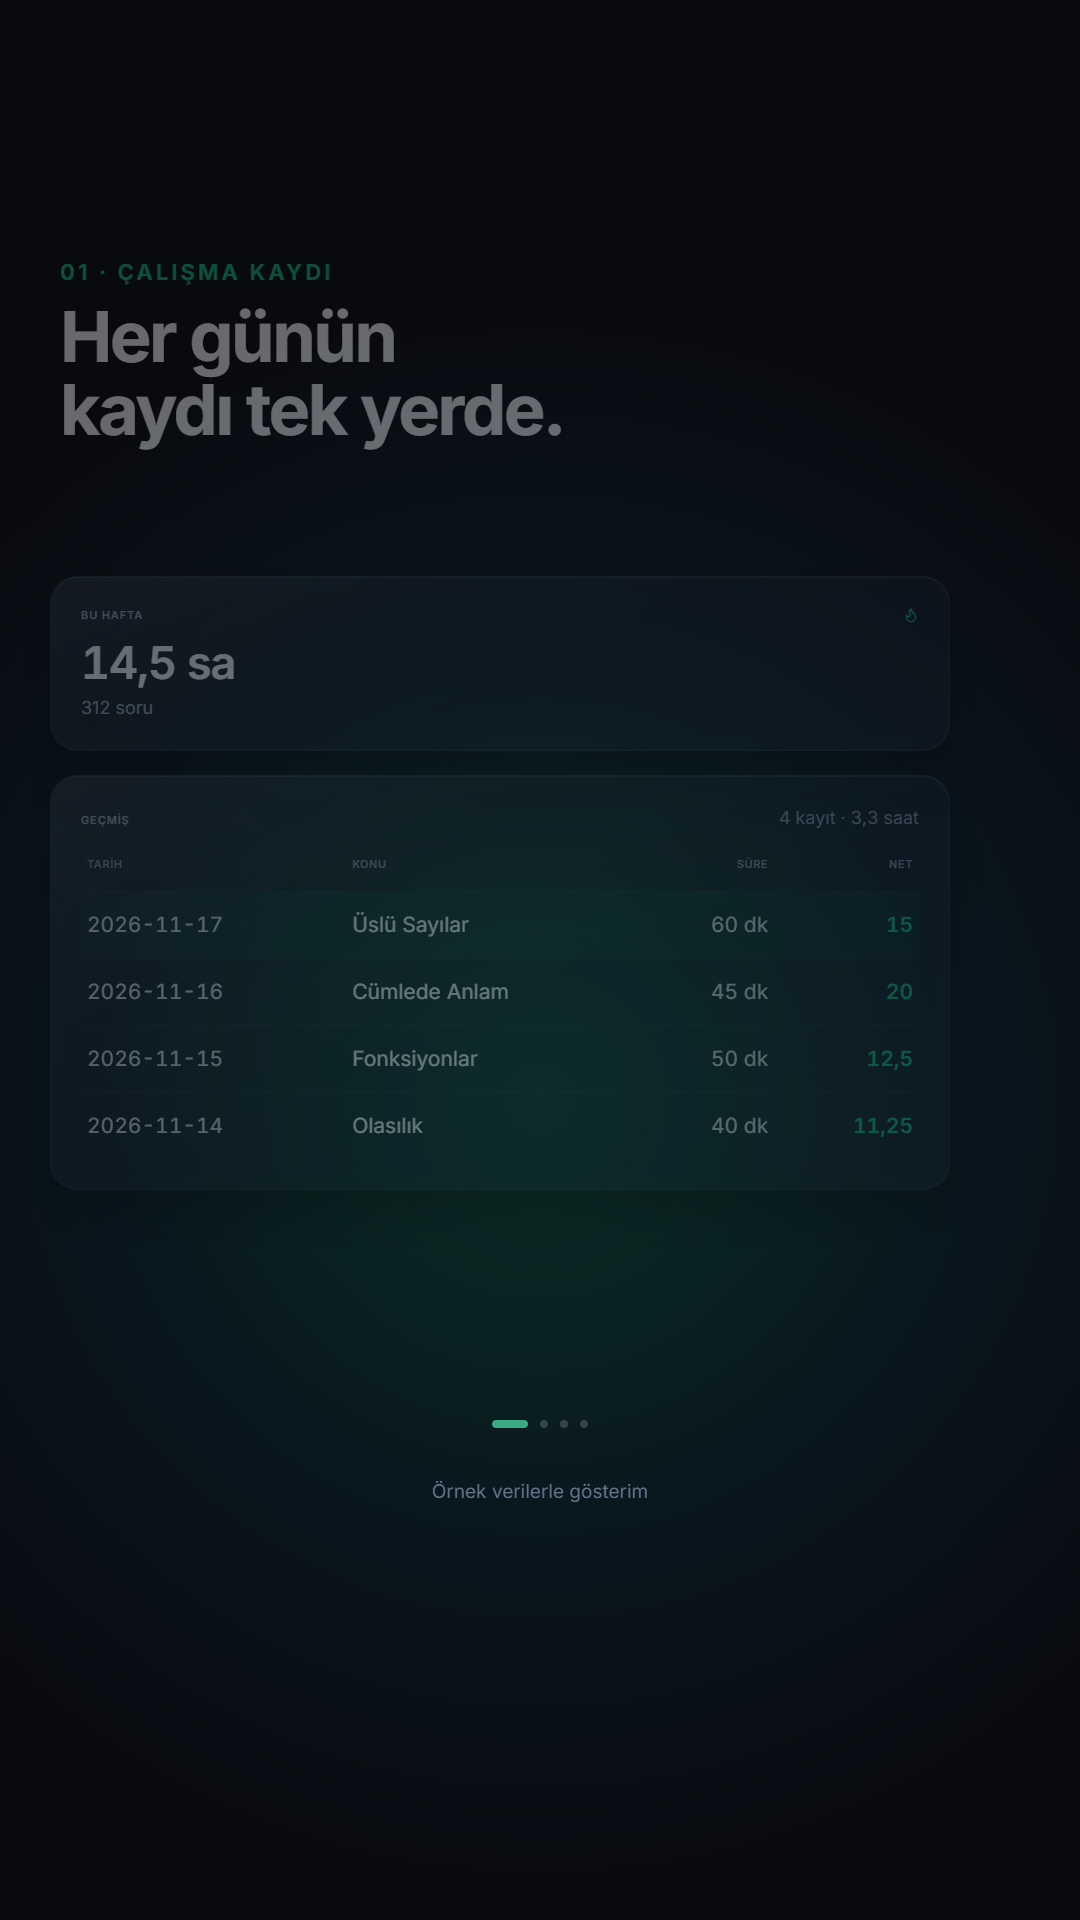 01 · ÇALIŞMA KAYDI
Her günün
kaydı tek yerde.
BU HAFTA
14,5 sa
312 soru
GEÇMİŞ
4 kayıt · 3,3 saat
TARİH KONU SÜRE NET
2026-11-17 Üslü Sayılar 60 dk 15
2026-11-16 Cümlede Anlam 45 dk 20
2026-11-15 Fonksiyonlar 50 dk 12,5
2026-11-14 Olasılık 40 dk 11,25
Örnek verilerle gösterim